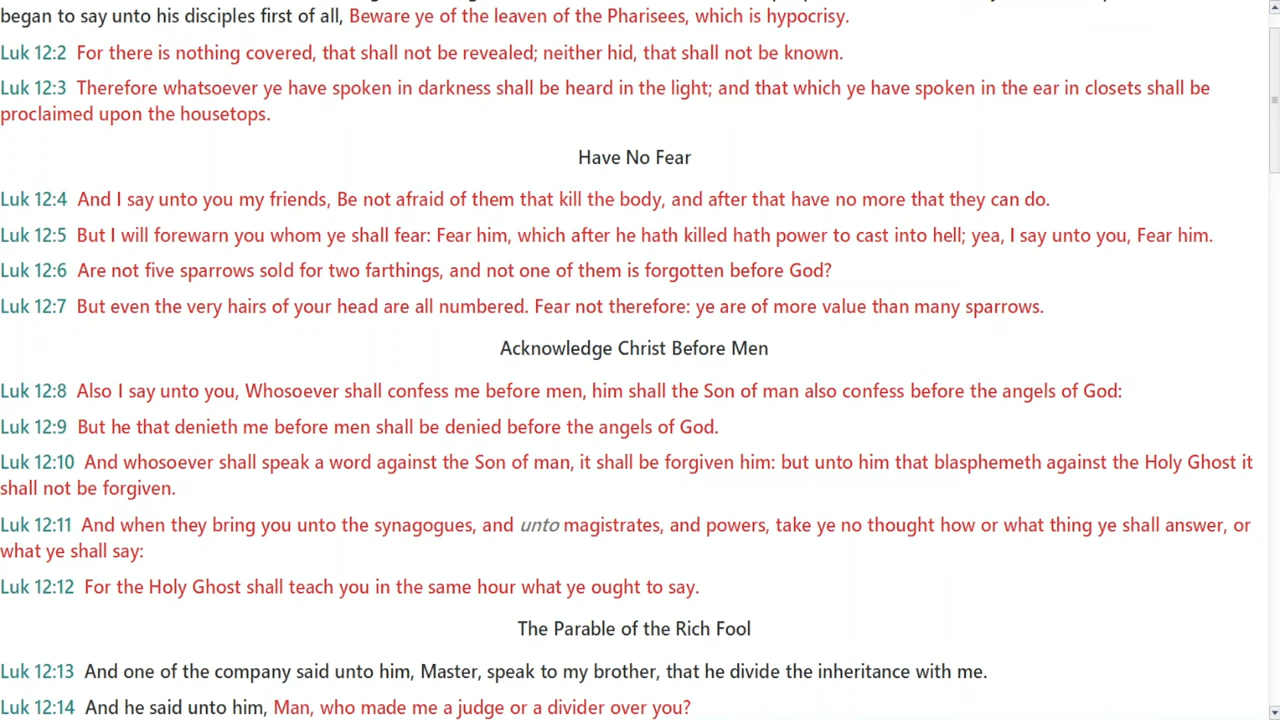 began to say unto his disciples first of all, Beware ye of the leaven of the Pharisees, which is hypocrisy.
Luk 12:2 For there is nothing covered, that shall not be revealed; neither hid, that shall not be known.
Luk 12:3 Therefore whatsoever ye have spoken in darkness shall be heard in the light; and that which ye have spoken in the ear in closets shall be
proclaimed upon the housetops.
Have No Fear
Luk 12:4 And I say unto you my friends, Be not afraid of them that kill the body, and after that have no more that they can do.
Luk 12:5 But I will forewarn you whom ye shall fear: Fear him, which after he hath killed hath power to cast into hell; yea, I say unto you, Fear him.
Luk 12:6 Are not five sparrows sold for two farthings, and not one of them is forgotten before God?
Luk 12:7 But even the very hairs of your head are all numbered. Fear not therefore: ye are of more value than many sparrows.
Acknowledge Christ Before Men
Luk 12:8 Also I say unto you, Whosoever shall confess me before men, him shall the Son of man also confess before the angels of God:
Luk 12:9 But he that denieth me before men shall be denied before the angels of God.
Luk 12:10 And whosoever shall speak a word against the Son of man, it shall be forgiven him: but unto him that blasphemeth against the Holy Ghost it
shall not be forgiven.
Luk 12:11 And when they bring you unto the synagogues, and unto magistrates, and powers, take ye no thought how or what thing ye shall answer, or
what ye shall say:
Luk 12:12 For the Holy Ghost shall teach you in the same hour what ye ought to say.
The Parable of the Rich Fool
Luk 12:13 And one of the company said unto him, Master, speak to my brother, that he divide the inheritance with me.
Luk 12:14 And he said unto him, Man, who made me a judge or a divider over you?